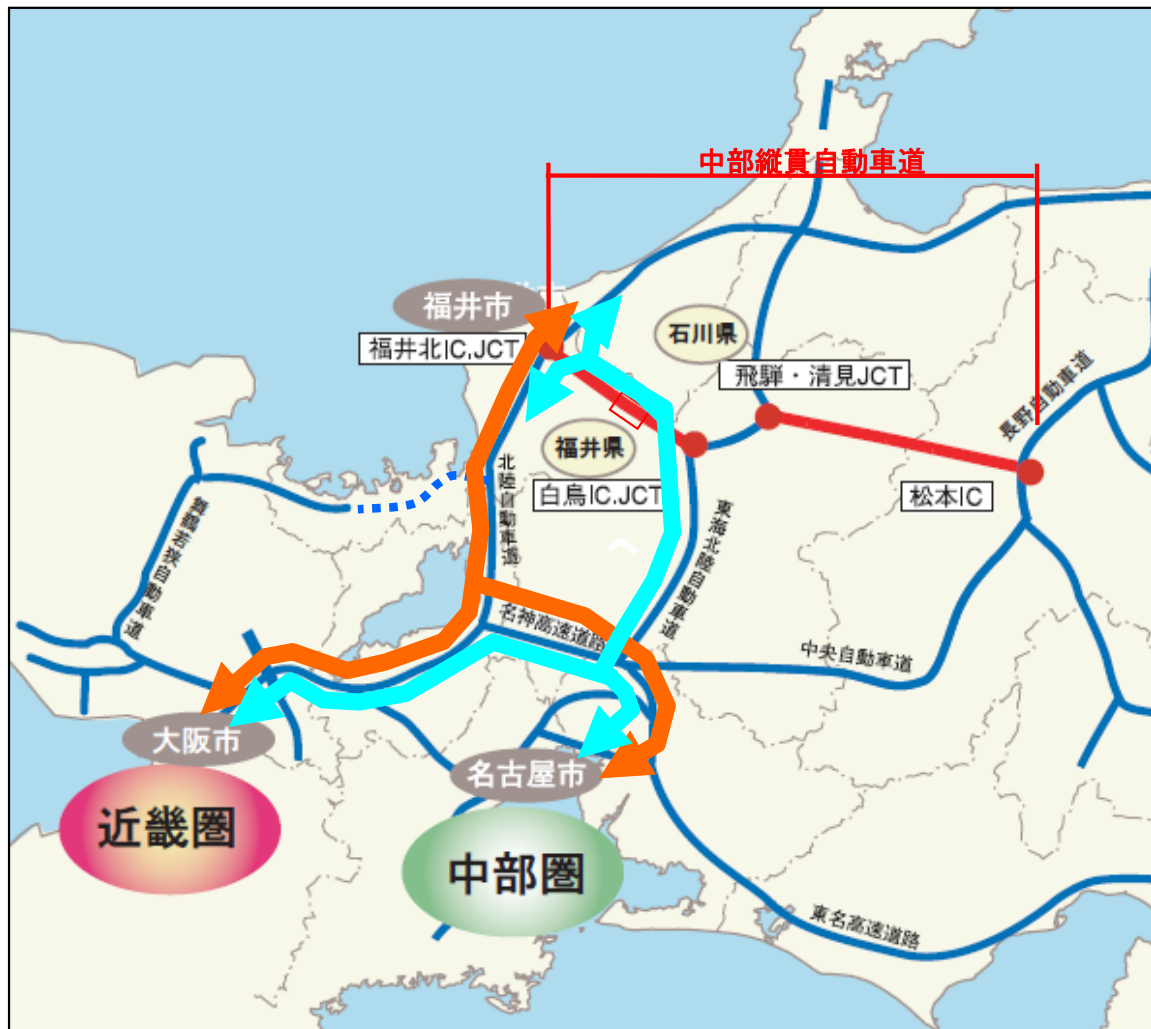 中部縦貫自動車道
福井市
石川県
福井北IC.JCT
飛騨・清見JCT
長野自動車道
福井県
北陸自動車道
白鳥IC.JCT
松本IC
舞鶴若狭自動車道
東海北陸自動車道
名神高速道路
中央自動車道
大阪市
名古屋市
近畿圏
中部圏
東名高速道路